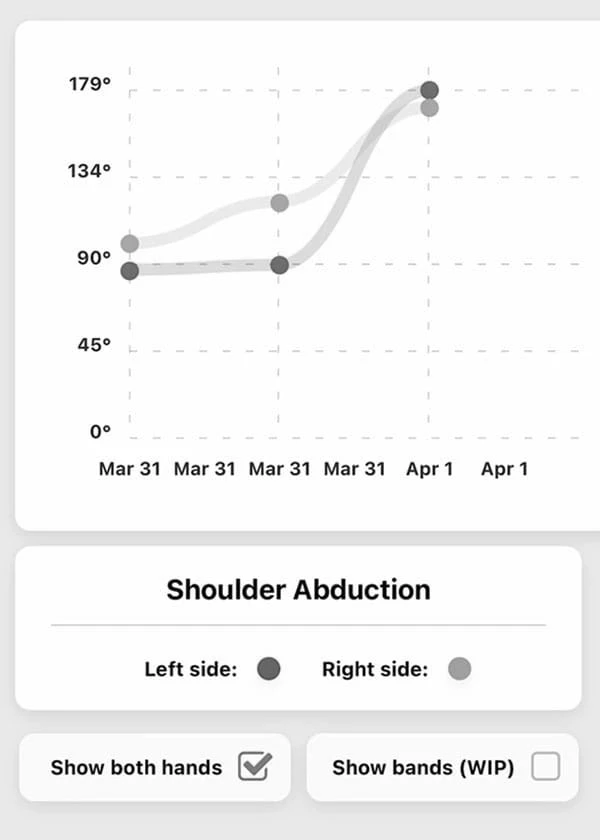 179°
134°
90°
45°
0°
Mar 31 Mar 31 Mar 31 Mar 31 Apr 1 Apr 1
Shoulder Abduction
Left side: Right side:
Show both hands Show bands (WIP)